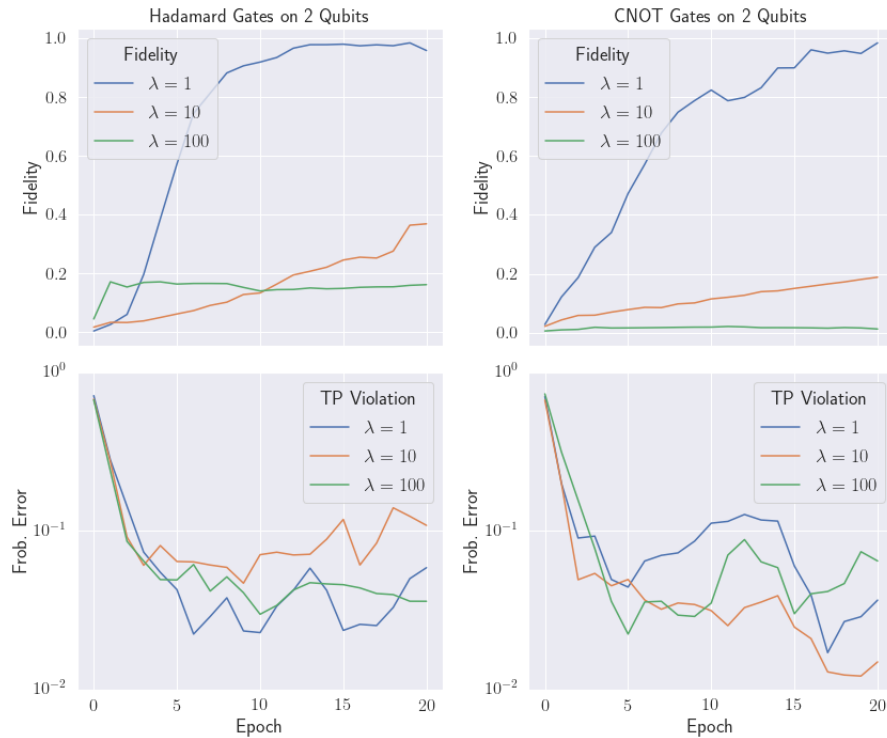 Hadamard Gates on 2 Qubits
CNOT Gates on 2 Qubits
Fidelity
1.0
0.8
0.6
0.4
0.2
0.0
Fidelity
λ = 1
λ = 10
λ = 100
Fidelity
1.0
0.8
0.6
0.4
0.2
0.0
Fidelity
λ = 1
λ = 10
λ = 100
Frob. Error
10⁰
10⁻¹
10⁻²
TP Violation
λ = 1
λ = 10
λ = 100
0 5 10 15 20
Epoch
Frob. Error
10⁰
10⁻¹
10⁻²
TP Violation
λ = 1
λ = 10
λ = 100
0 5 10 15 20
Epoch